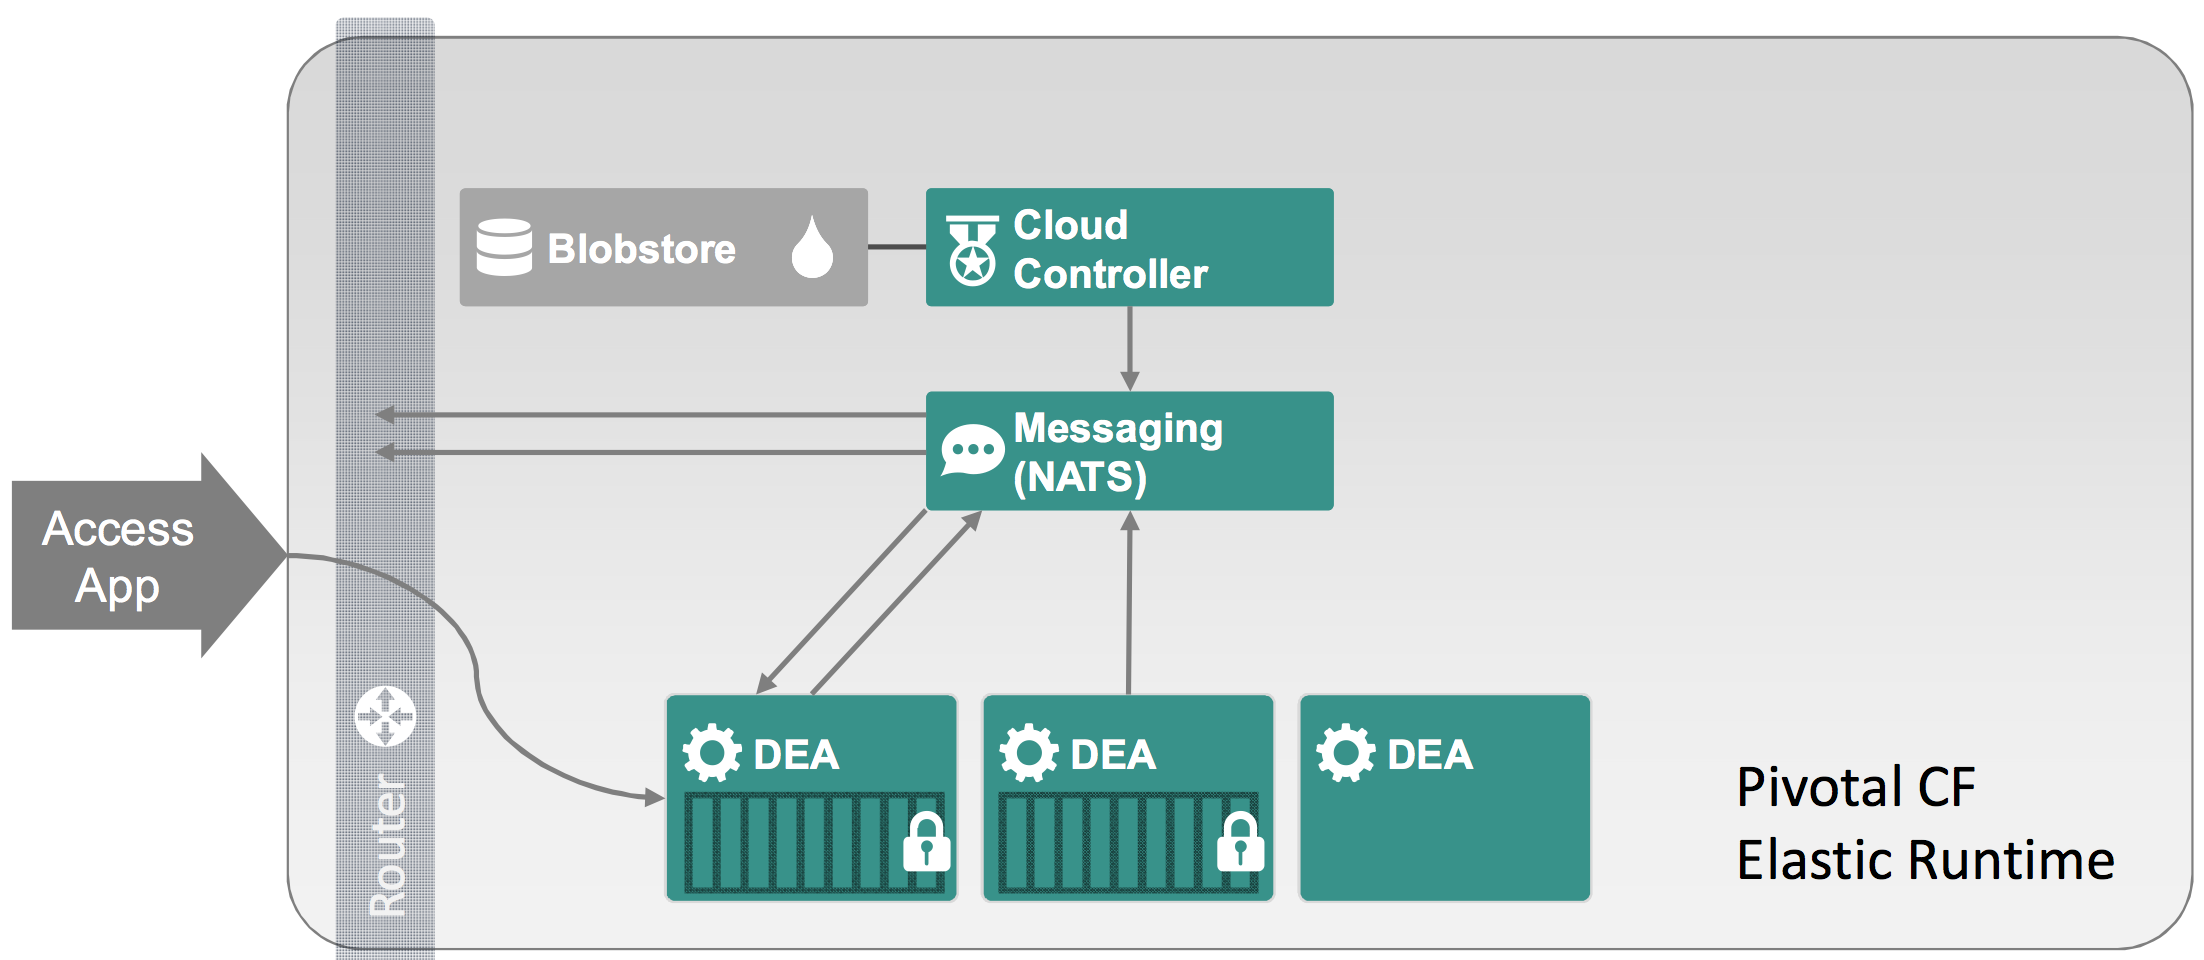 Blobstore
Cloud
Controller
Messaging
(NATS)
Access
App
Router
DEA
DEA
DEA
Pivotal CF
Elastic Runtime